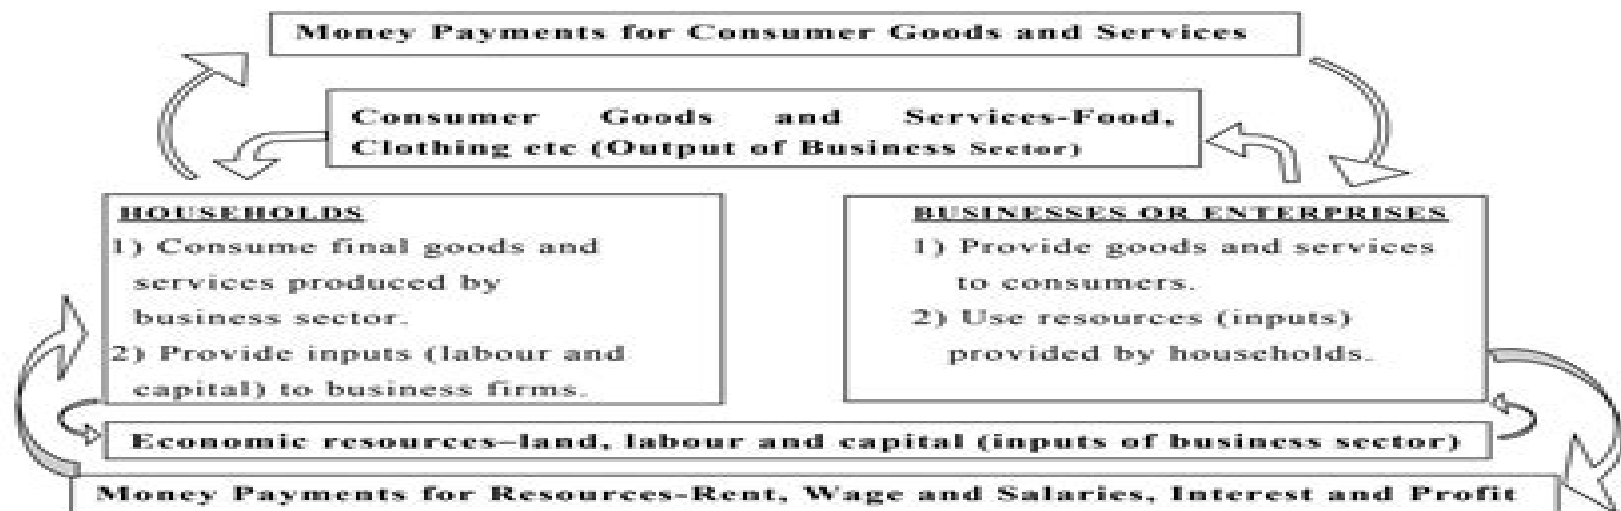 Money Payments for Consumer Goods and Services
Consumer Goods and Services-Food,
Clothing etc (Output of Business Sector)
HOUSEHOLDS
1) Consume final goods and
services produced by
business sector.
2) Provide inputs (labour and
capital) to business firms.
BUSINESSES OR ENTERPRISES
1) Provide goods and services
to consumers.
2) Use resources (inputs)
provided by households.
Economic resources–land, labour and capital (inputs of business sector)
Money Payments for Resources-Rent, Wage and Salaries, Interest and Profit